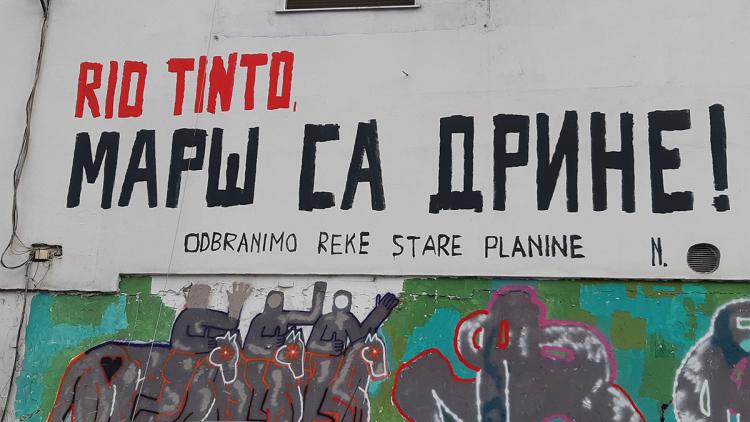 RIO TINTO,
МАРШ СА ДРИНЕ!
ODBRANIMO REKE STARE PLANINE N.